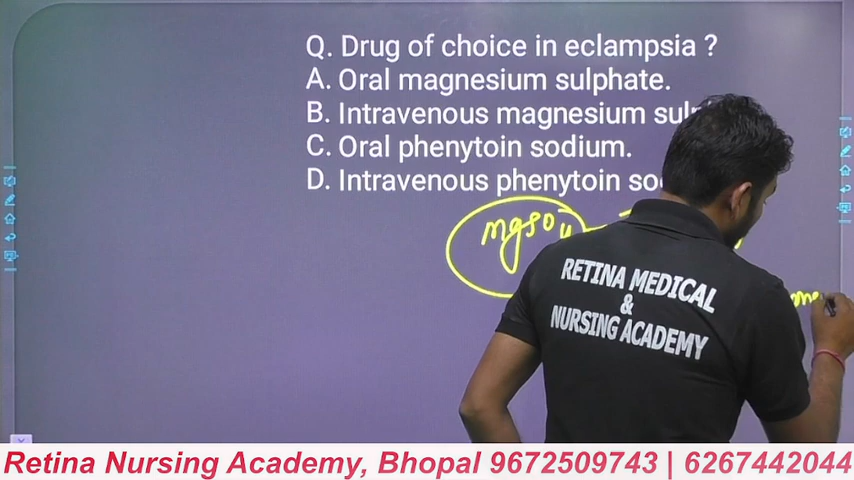 Q. Drug of choice in eclampsia ?
A. Oral magnesium sulphate.
B. Intravenous magnesium
C. Oral phenytoin sodium.
D. Intravenous phenytoin
mgso4
RETINA MEDICAL
&
NURSING ACADEMY
Retina Nursing Academy, Bhopal 9672509743 | 6267442044